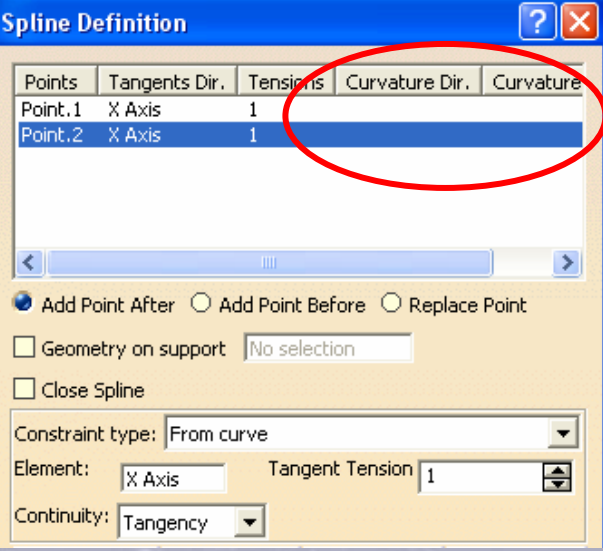 Spline Definition
Points Tangents Dir. Tensions Curvature Dir. Curvature
Point.1 X Axis 1
Point.2 X Axis 1
Add Point After Add Point Before Replace Point
Geometry on support No selection
Close Spline
Constraint type: From curve
Element: X Axis Tangent Tension 1
Continuity: Tangency